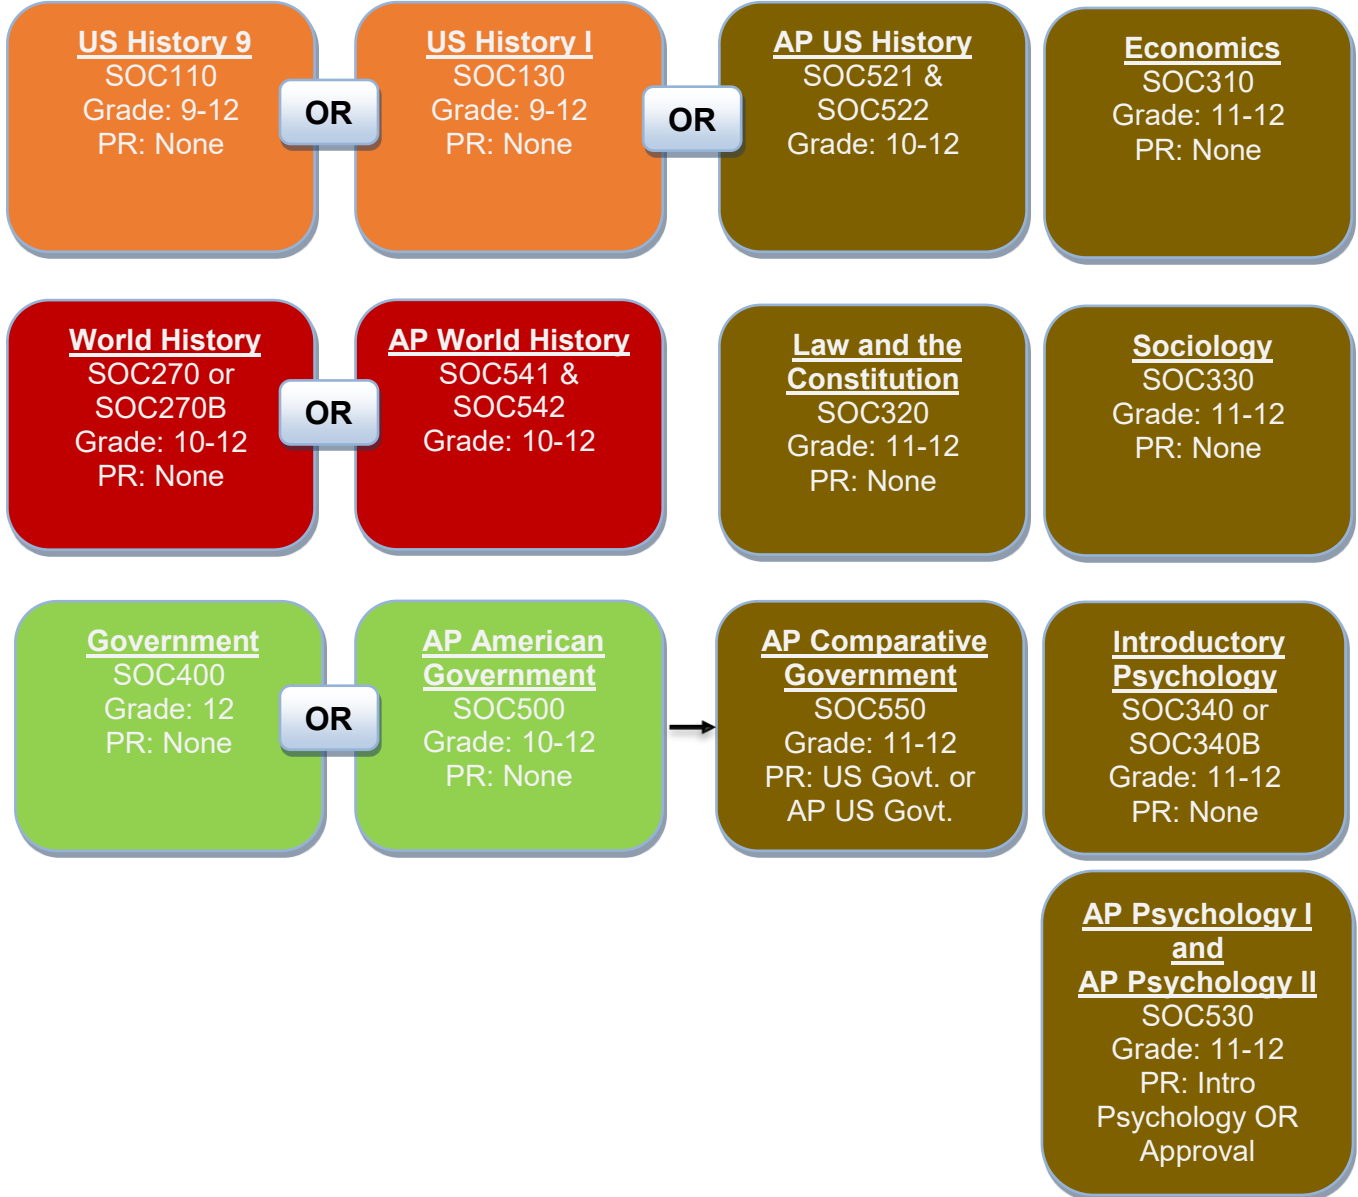 US History 9
SOC110
Grade: 9-12
PR: None
OR
US History I
SOC130
Grade: 9-12
PR: None
OR
AP US History
SOC521 &
SOC522
Grade: 10-12
Economics
SOC310
Grade: 11-12
PR: None
World History
SOC270 or
SOC270B
Grade: 10-12
PR: None
OR
AP World History
SOC541 &
SOC542
Grade: 10-12
Law and the
Constitution
SOC320
Grade: 11-12
PR: None
Sociology
SOC330
Grade: 11-12
PR: None
Government
SOC400
Grade: 12
PR: None
OR
AP American
Government
SOC500
Grade: 10-12
PR: None
AP Comparative
Government
SOC550
Grade: 11-12
PR: US Govt. or
AP US Govt.
Introductory
Psychology
SOC340 or
SOC340B
Grade: 11-12
PR: None
AP Psychology I
and
AP Psychology II
SOC530
Grade: 11-12
PR: Intro
Psychology OR
Approval